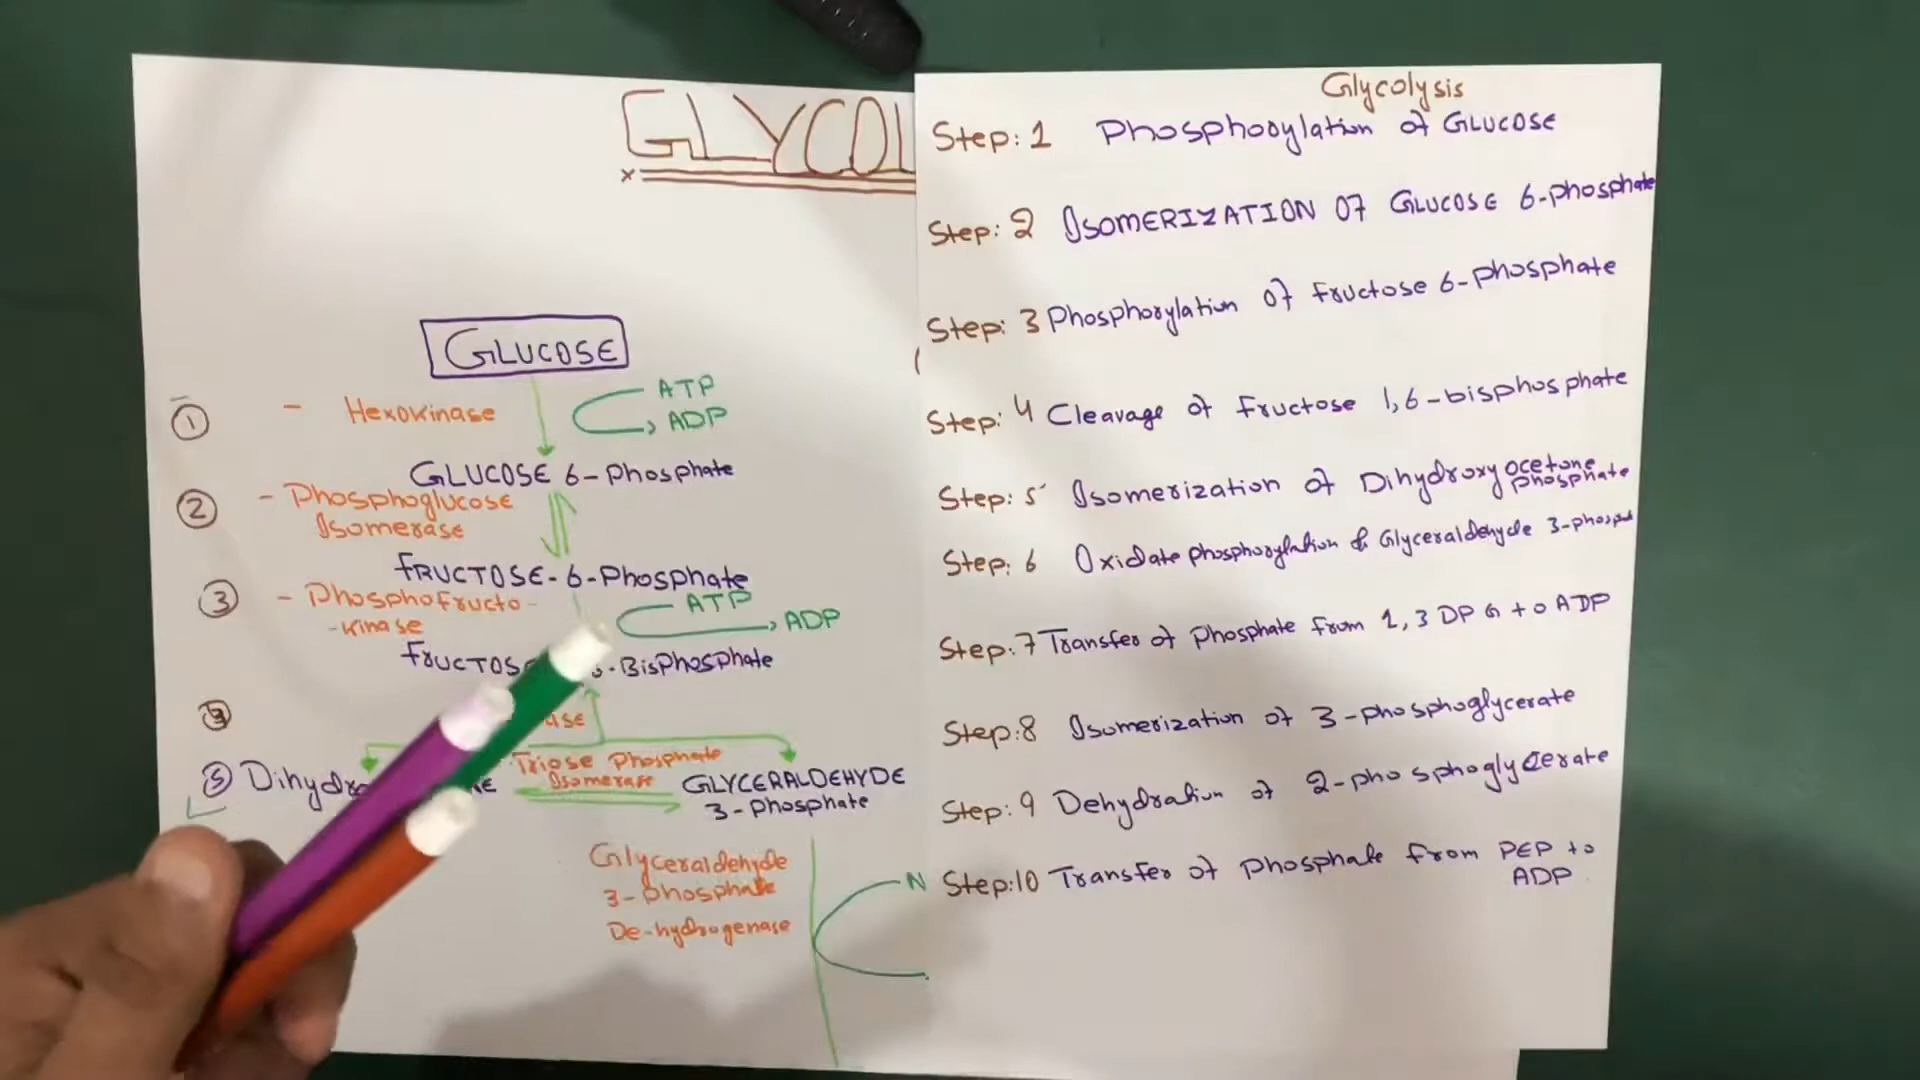 GLYCOL
GLUCOSE
ATP
ADP
① - Hexokinase
GLUCOSE 6-Phosphate
② - Phosphoglucose
Isomerase
FRUCTOSE-6-Phosphate
③ - Phosphofructo-
-kinase
ATP
ADP
-BisPhosphate
Triose Phosphate
Isomerase
⑤
GLYCERALDEHYDE
3-Phosphate
Glyceraldehyde
3-phosphate
De-hydrogenase
N
Glycolysis
Step: 1 Phosphorylation of GLUCOSE
Step: 2 ISOMERIZATION OF GLUCOSE 6-phosphate
Step: 3 Phosphorylation of fructose 6-phosphate
Step: 4 Cleavage of fructose 1,6-bisphosphate
Step: 5 Isomerization of Dihydroxy ocetone
phosphate
Step: 6 Oxidate phosphorylation of Glyceraldehyde 3-phosphat
Step: 7 Transfer of phosphate from 1,3 DPG to ADP
Step: 8 Isomerization of 3-phosphoglycerate
Step: 9 Dehydration of 2-phosphoglycerate
Step: 10 Transfer of phosphate from PEP to
ADP